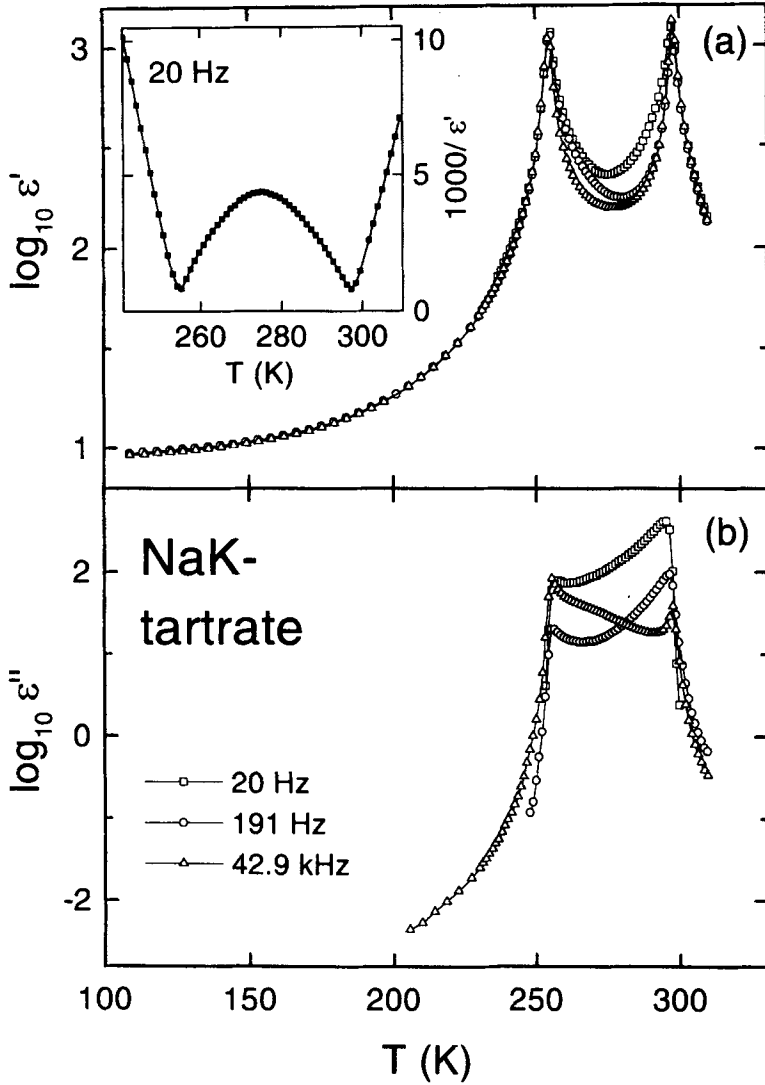 (a)
3
2
1
log₁₀ ε'
20 Hz
10
5
0
1000/ ε'
260 280 300
T (K)
(b)
NaK-
tartrate
2
0
-2
log₁₀ ε''
20 Hz
191 Hz
42.9 kHz
100 150 200 250 300
T (K)